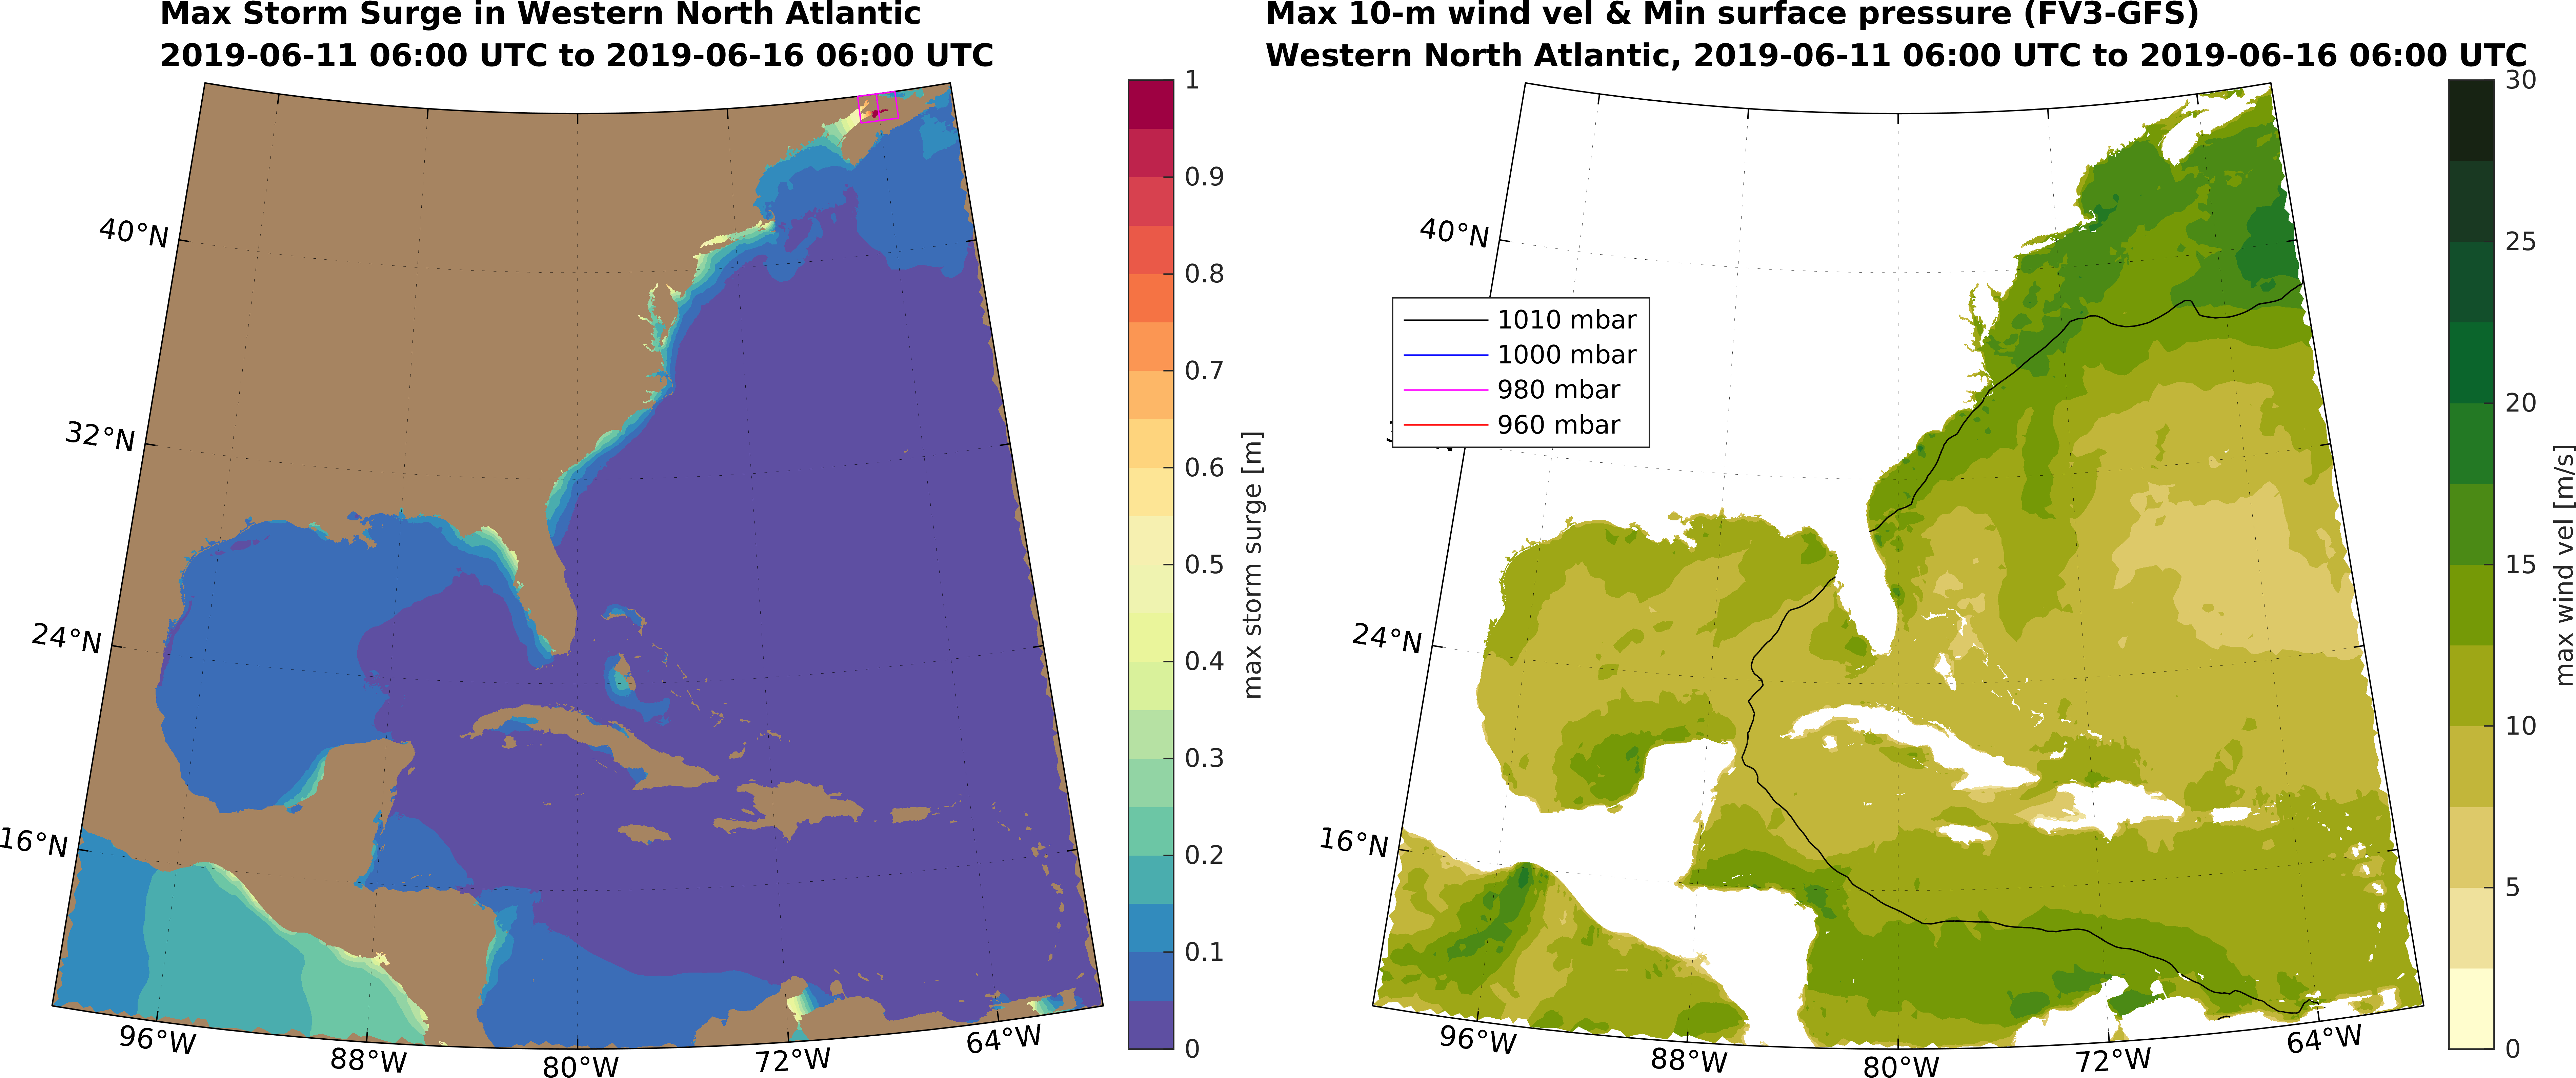 Max Storm Surge in Western North Atlantic
2019-06-11 06:00 UTC to 2019-06-16 06:00 UTC
40°N
32°N
24°N
16°N
96°W
88°W
80°W
72°W
64°W
1
0.9
0.8
0.7
0.6
0.5
0.4
0.3
0.2
0.1
0
max storm surge [m]
Max 10-m wind vel & Min surface pressure (FV3-GFS)
Western North Atlantic, 2019-06-11 06:00 UTC to 2019-06-16 06:00 UTC
40°N
1010 mbar
1000 mbar
980 mbar
960 mbar
24°N
16°N
96°W
88°W
80°W
72°W
64°W
30
25
20
15
10
5
0
max wind vel [m/s]